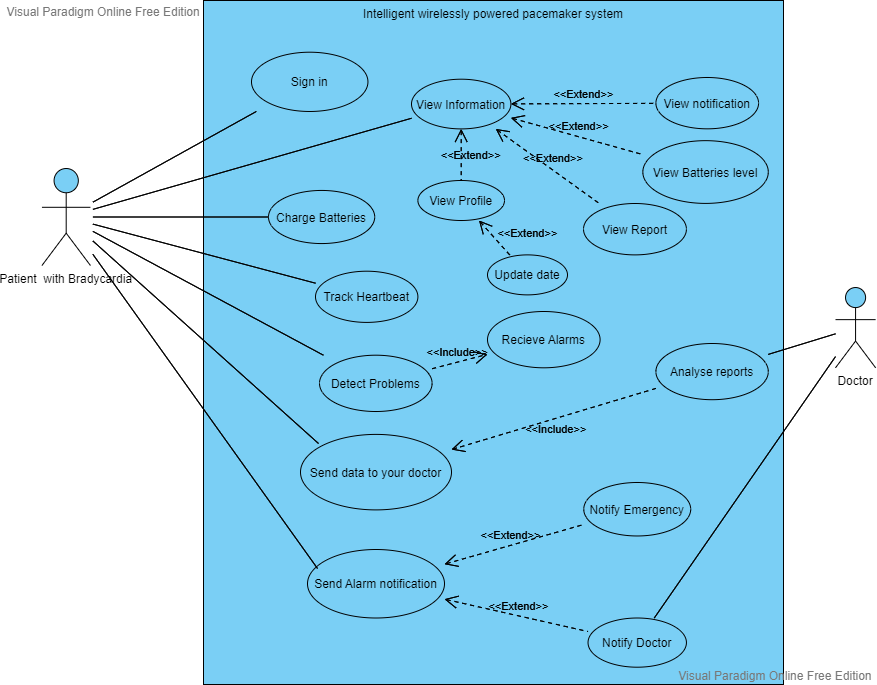 Visual Paradigm Online Free Edition
Intelligent wirelessly powered pacemaker system
Sign in
View Information
<<Extend>>
View notification
<<Extend>>
<<Extend>>
<<Extend>>
View Batteries level
View Profile
Charge Batteries
<<Extend>>
View Report
Patient  with Bradycardia
Update date
Track Heartbeat
Recieve Alarms
<<Include>>
Detect Problems
Analyse reports
Doctor
<<Include>>
Send data to your doctor
Notify Emergency
<<Extend>>
Send Alarm notification
<<Extend>>
Notify Doctor
Visual Paradigm Online Free Edition